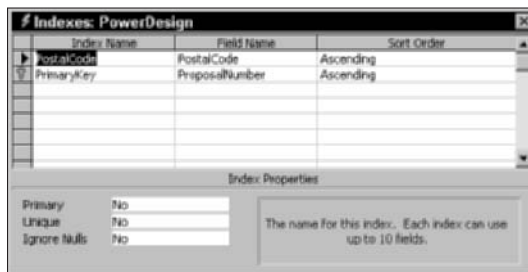 Indexes: PowerDesign
Index Name Field Name Sort Order
PostalCode PostalCode Ascending
PrimaryKey ProposalNumber Ascending
Index Properties
Primary No
Unique No
Ignore Nulls No
The name for this index. Each index can use
up to 10 fields.